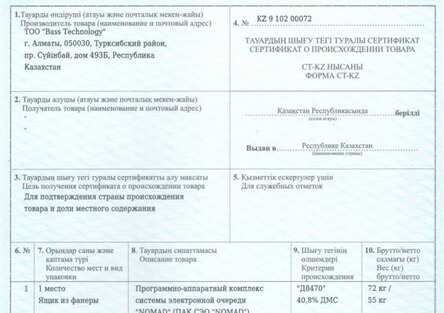 1.Тауарды өндіруші (атауы және почталық мекен-жайы)
Производитель товара (наименование и почтовый адрес)
ТОО "Bass Technology"
г. Алматы, 050030, Турксибский район,
пр. Суйінбай, дом 493Б, Республика
Казахстан
4. № KZ 9 102 00072
ТАУАРДЫҢ ШЫҒУ ТЕГІ ТУРАЛЫ СЕРТИФИКАТ
СЕРТИФИКАТ О ПРОИСХОЖДЕНИИ ТОВАРА
СТ-KZ НЫСАНЫ
ФОРМА СТ-KZ
2. Тауарды алушы (атауы және почталық мекен-жайы)
Получатель товара (наименование и почтовый адрес)
-
-
Қазақстан Республикасында берілді
(елдің атауы)
Выдан в Республике Казахстан
(наименование страны)
3. Тауардың шығу тегі туралы сертификатты алу мақсаты
Цель получения сертификата о происхождении товара
Для подтверждения страны происхождения
товара и доли местного содержания
5. Қызметтік ескертулер үшін
Для служебных отметок
6. № 7. Орындар саны және 8. Тауардың сипаттамасы 9. Шығу тегінің 10. Брутто/нетто
қаптама түрі Описание товара өлшемдері салмағы (кг)
Количество мест и вид Критерии Вес (кг)
упаковки происхождения брутто/нетто
1 1 место Программно-аппаратный комплекс "Д8470" 72 кг /
Ящик из фанеры системы электронной очереди 40,8% ДМС 55 кг
"NOMAD" (ПАК СЭО "NOMAD")